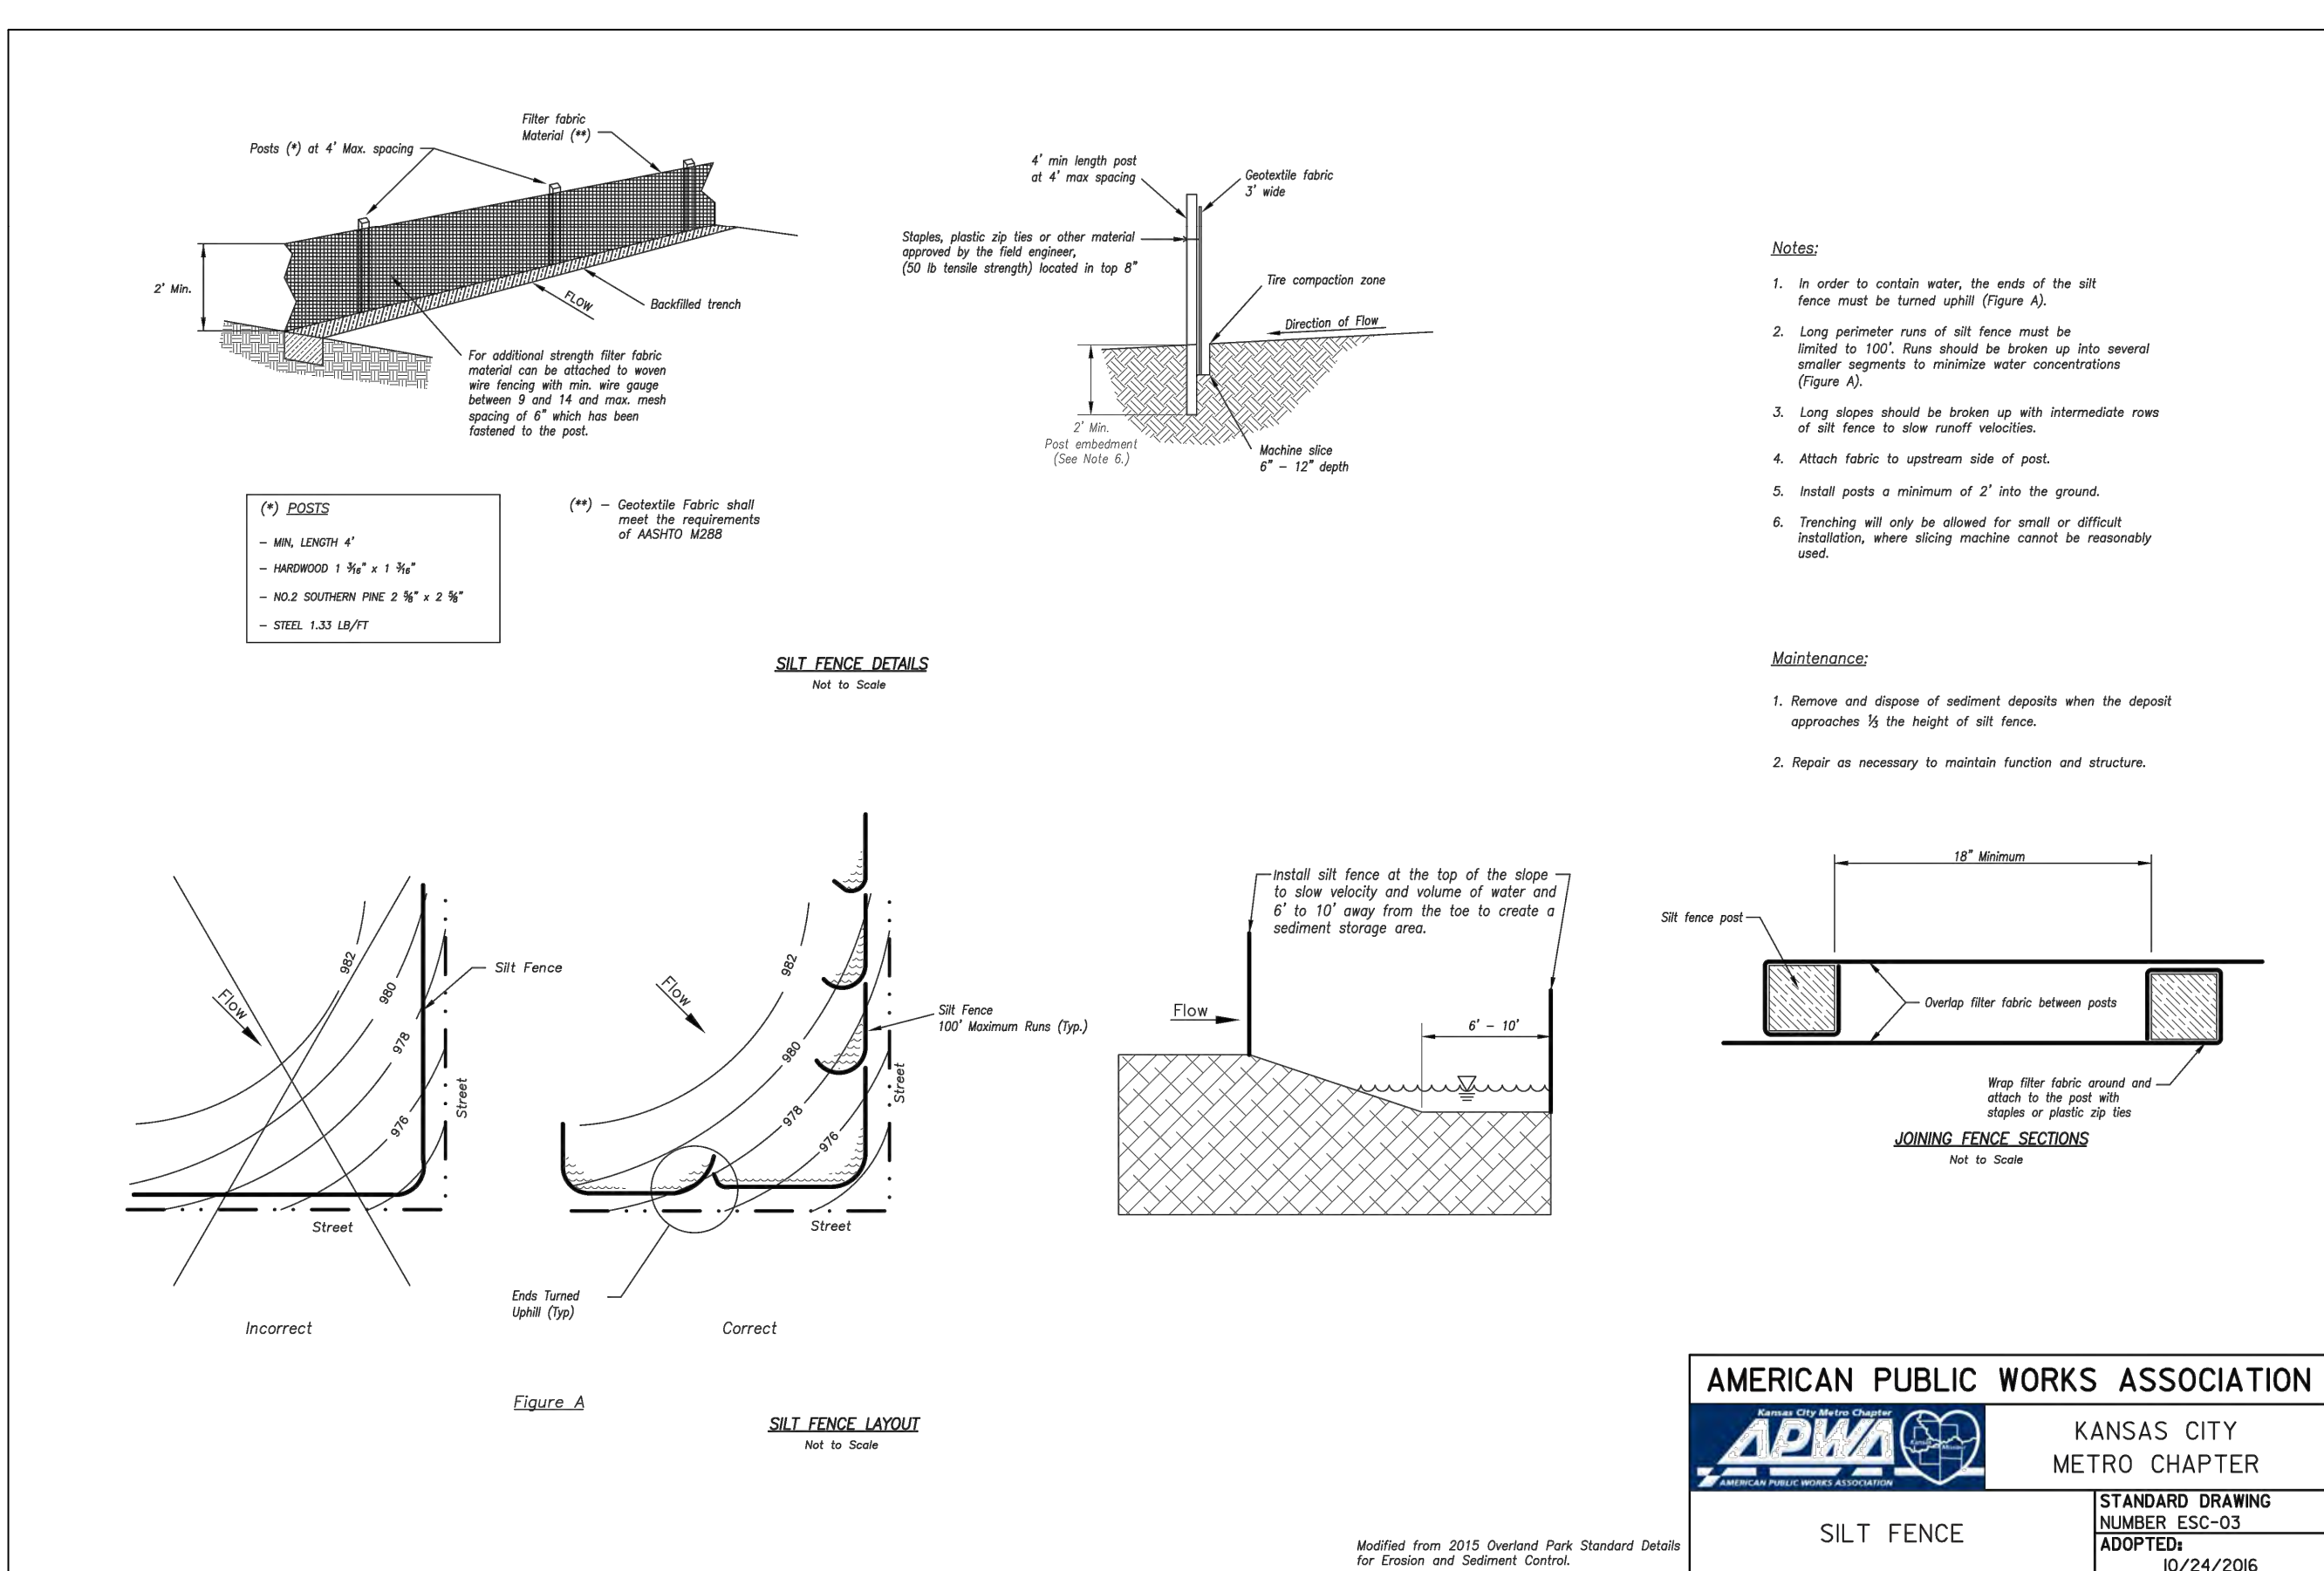 Filter fabric
Material (**)
Posts (*) at 4' Max. spacing
2' Min.
FLOW
Backfilled trench
For additional strength filter fabric
material can be attached to woven
wire fencing with min. wire gauge
between 9 and 14 and max. mesh
spacing of 6" which has been
fastened to the post.
(*) POSTS
– MIN, LENGTH 4'
– HARDWOOD 1 3/16" x 1 3/16"
– NO.2 SOUTHERN PINE 2 5/8" x 2 5/8"
– STEEL 1.33 LB/FT
(**) – Geotextile Fabric shall
meet the requirements
of AASHTO M288
4' min length post
at 4' max spacing
Geotextile fabric
3' wide
Staples, plastic zip ties or other material
approved by the field engineer,
(50 lb tensile strength) located in top 8"
Tire compaction zone
Direction of Flow
2' Min.
Post embedment
(See Note 6.)
Machine slice
6" – 12" depth
SILT FENCE DETAILS
Not to Scale
Notes:
1. In order to contain water, the ends of the silt
fence must be turned uphill (Figure A).
2. Long perimeter runs of silt fence must be
limited to 100'. Runs should be broken up into several
smaller segments to minimize water concentrations
(Figure A).
3. Long slopes should be broken up with intermediate rows
of silt fence to slow runoff velocities.
4. Attach fabric to upstream side of post.
5. Install posts a minimum of 2' into the ground.
6. Trenching will only be allowed for small or difficult
installation, where slicing machine cannot be reasonably
used.
Maintenance:
1. Remove and dispose of sediment deposits when the deposit
approaches 1/3 the height of silt fence.
2. Repair as necessary to maintain function and structure.
Flow
982
980
978
976
Silt Fence
Street
Street
Incorrect
Flow
982
980
978
976
Silt Fence
100' Maximum Runs (Typ.)
Street
Street
Ends Turned
Uphill (Typ)
Correct
Figure A
SILT FENCE LAYOUT
Not to Scale
Install silt fence at the top of the slope
to slow velocity and volume of water and
6' to 10' away from the toe to create a
sediment storage area.
Flow
6' – 10'
18" Minimum
Silt fence post
Overlap filter fabric between posts
Wrap filter fabric around and
attach to the post with
staples or plastic zip ties
JOINING FENCE SECTIONS
Not to Scale
AMERICAN PUBLIC WORKS ASSOCIATION
Kansas City Metro Chapter
APWA
Kansas Missouri
AMERICAN PUBLIC WORKS ASSOCIATION
KANSAS CITY
METRO CHAPTER
SILT FENCE
STANDARD DRAWING
NUMBER ESC-03
ADOPTED:
10/24/2016
Modified from 2015 Overland Park Standard Details
for Erosion and Sediment Control.